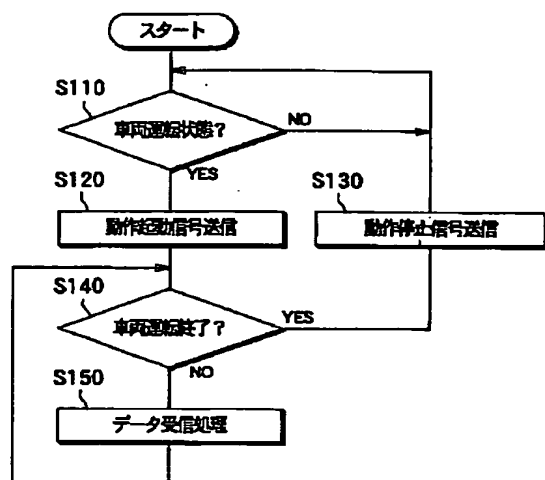 スタート
S110
車両運転状態？
NO
YES
S120
動作起動信号送信
S130
動作停止信号送信
S140
車両運転終了？
YES
NO
S150
データ受信処理